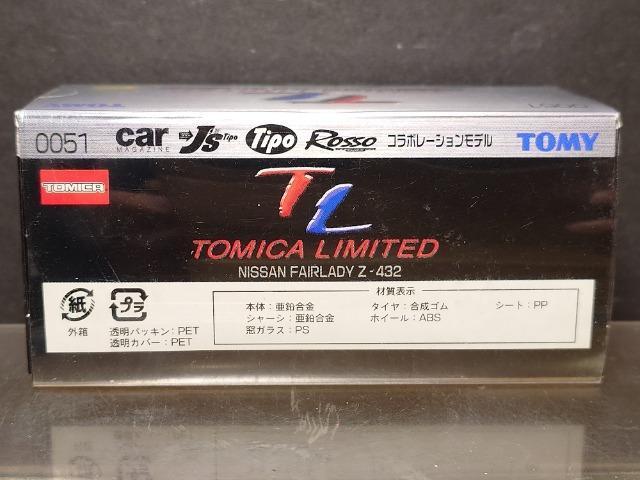 0051 car MAGAZINE J's Tipo Tipo Rosso コラボレーションモデル TOMY
TOMICA
TL
TOMICA LIMITED
NISSAN FAIRLADY Z-432
紙
外箱
プラ
透明パッキン:PET
透明カバー:PET
材質表示
本体:亜鉛合金 タイヤ:合成ゴム シート:PP
シャーシ:亜鉛合金 ホイール:ABS
窓ガラス:PS